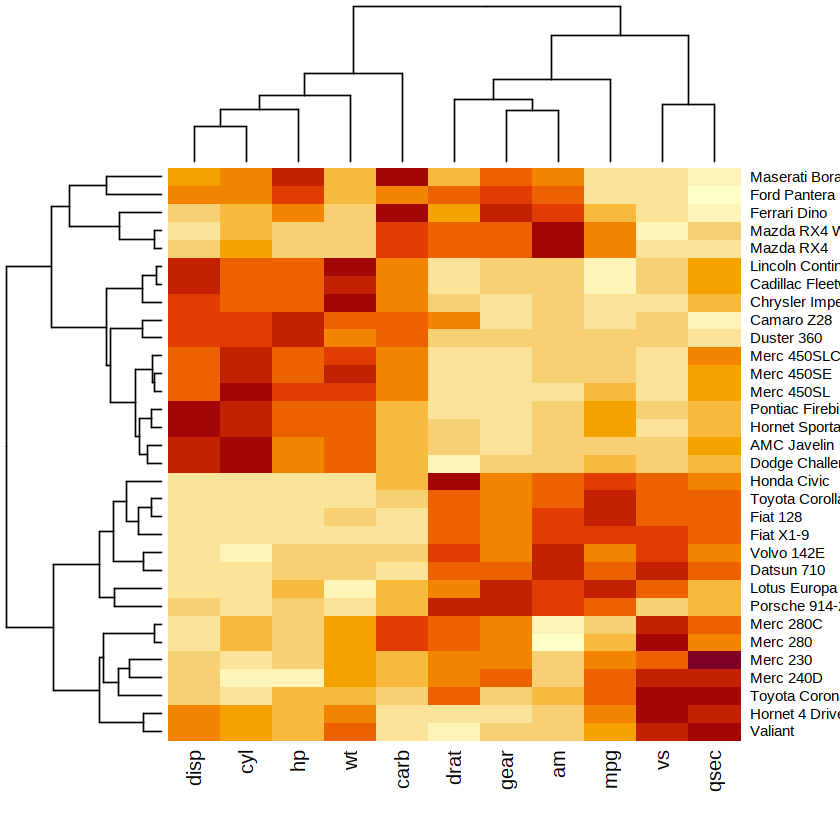 Maserati Bora
Ford Pantera
Ferrari Dino
Mazda RX4 W
Mazda RX4
Lincoln Contin
Cadillac Fleetw
Chrysler Impe
Camaro Z28
Duster 360
Merc 450SLC
Merc 450SE
Merc 450SL
Pontiac Firebi
Hornet Sporta
AMC Javelin
Dodge Challer
Honda Civic
Toyota Corolla
Fiat 128
Fiat X1-9
Volvo 142E
Datsun 710
Lotus Europa
Porsche 914-2
Merc 280C
Merc 280
Merc 230
Merc 240D
Toyota Corona
Hornet 4 Drive
Valiant
disp cyl hp wt carb drat gear am mpg vs qsec